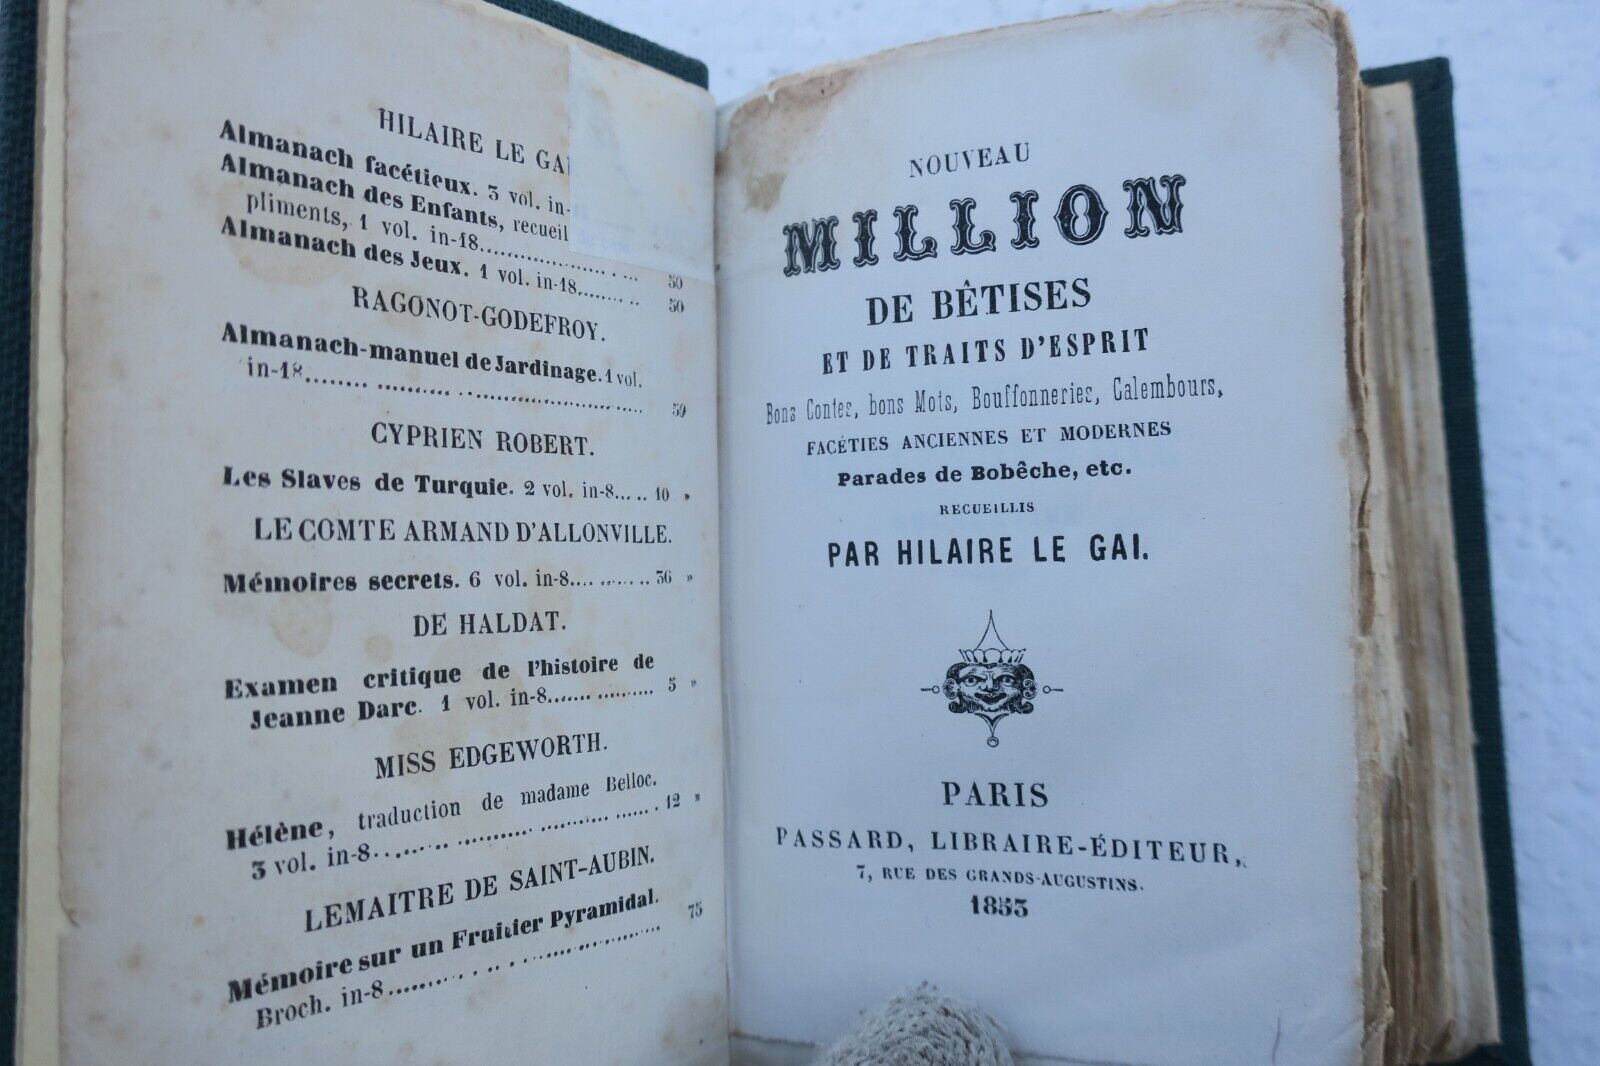 HILAIRE LE GAI
Almanach facétieux. 3 vol. in-
Almanach des Enfants, recueil
pliments, 1 vol. in-18.................... . ... 50
Almanach des Jeux. 1 vol. in-18........ .. 50
RAGONOT-GODEFROY.
Almanach-manuel de Jardinage. 1 vol.
in-18........ .......... . ........................ 50
CYPRIEN ROBERT.
Les Slaves de Turquie. 2 vol. in-8... .. 10 »
LE COMTE ARMAND D'ALLONVILLE.
Mémoires secrets. 6 vol. in-8.... ..... .. 36 »
DE HALDAT.
Examen critique de l'histoire de
Jeanne Darc. 1 vol. in-8....... .......... 5 »
MISS EDGEWORTH.
Hélène, traduction de madame Belloc.
3 vol. in-8.................................. 12 »
LEMAITRE DE SAINT-AUBIN.
Mémoire sur un Fruitier Pyramidal.
Broch. in-8.................................. 75
NOUVEAU
MILLION
DE BÊTISES
ET DE TRAITS D'ESPRIT
Bons Contes, bons Mots, Bouffonneries, Calembours,
FACÉTIES ANCIENNES ET MODERNES
Parades de Bobêche, etc.
RECUEILLIS
PAR HILAIRE LE GAI.
PARIS
PASSARD, LIBRAIRE-ÉDITEUR,
7, RUE DES GRANDS-AUGUSTINS.
1853